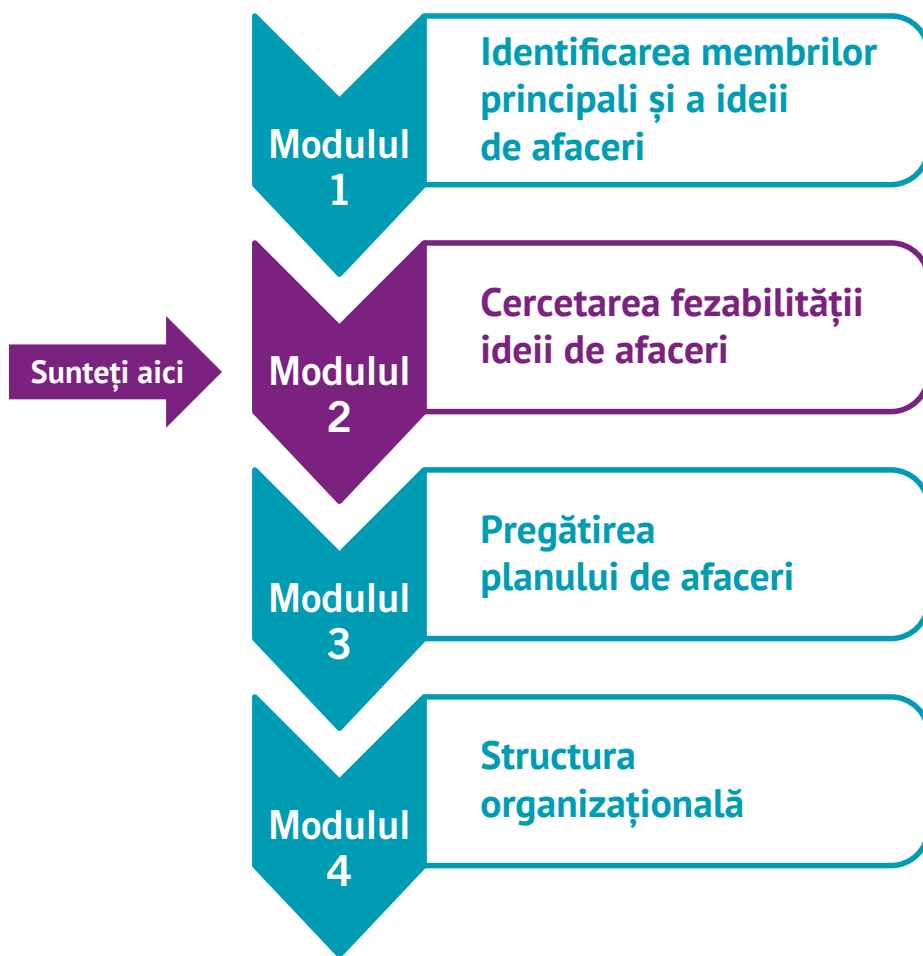 Modulul
1
Identificarea membrilor
principali și a ideii
de afaceri
Sunteți aici
Modulul
2
Cercetarea fezabilității
ideii de afaceri
Modulul
3
Pregătirea
planului de afaceri
Modulul
4
Structura
organizațională